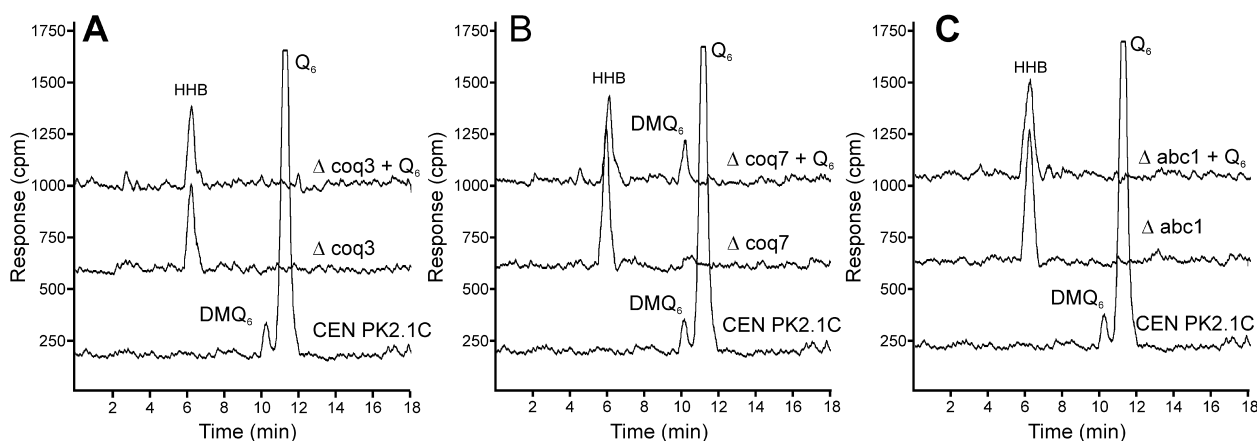 A
B
C
1750
1500
1250
1000
750
500
250
Response (cpm)
HHB
Q6
Δ coq3 + Q6
Δ coq3
DMQ6
CEN PK2.1C
2 4 6 8 10 12 14 16 18
Time (min)
1750
1500
1250
1000
750
500
250
Response (cpm)
HHB
Q6
DMQ6
Δ coq7 + Q6
Δ coq7
DMQ6
CEN PK2.1C
2 4 6 8 10 12 14 16 18
Time (min)
1750
1500
1250
1000
750
500
250
Response (cpm)
HHB
Q6
Δ abc1 + Q6
Δ abc1
DMQ6
CEN PK2.1C
2 4 6 8 10 12 14 16 18
Time (min)